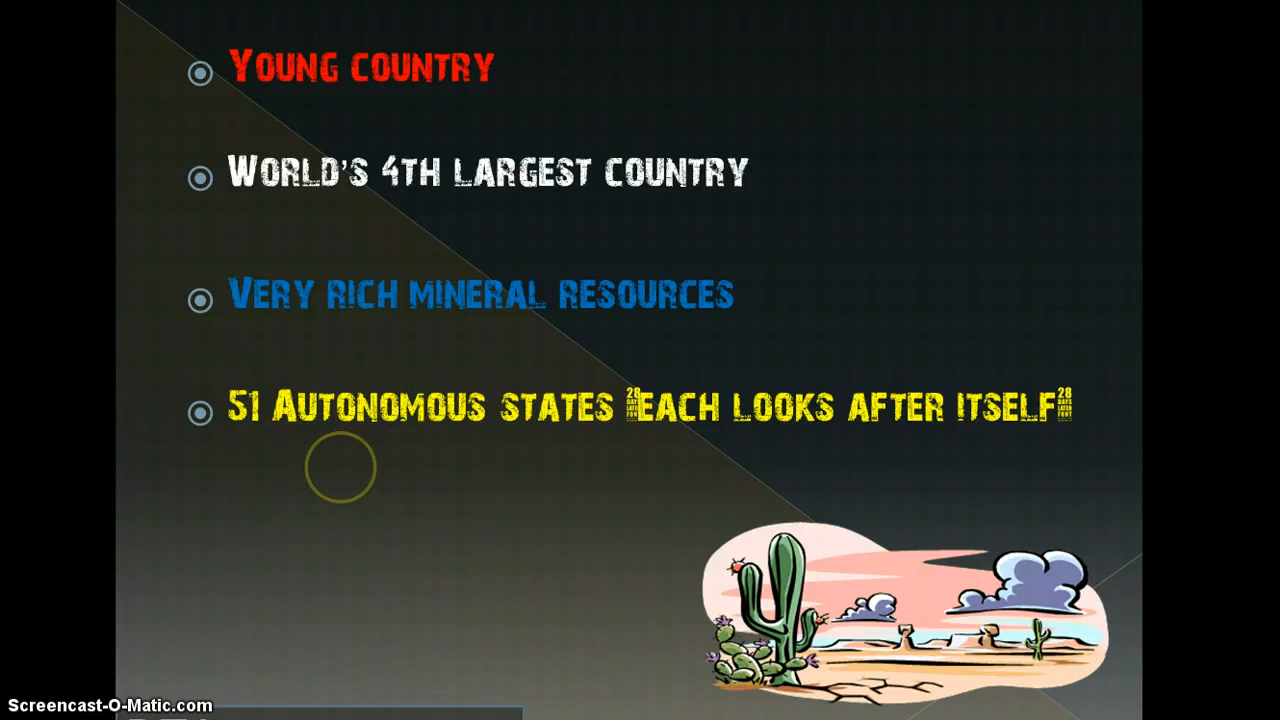 Young country
World's 4th largest country
Very rich mineral resources
51 Autonomous states each looks after itself
Screencast-O-Matic.com